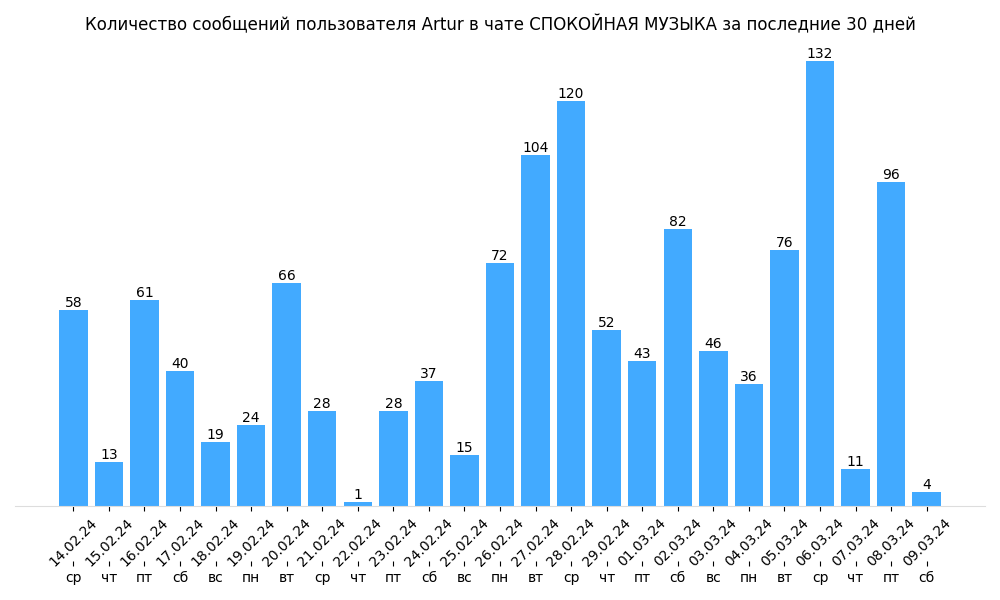 Количество сообщений пользователя Artur в чате СПОКОЙНАЯ МУЗЫКА за последние 30 дней
58 13 61 40 19 24 66 28 1 28 37 15 72 104 120 52 43 82 46 36 76 132 11 96 4
14.02.24 15.02.24 16.02.24 17.02.24 18.02.24 19.02.24 20.02.24 21.02.24 22.02.24 23.02.24 24.02.24 25.02.24 26.02.24 27.02.24 28.02.24 29.02.24 01.03.24 02.03.24 03.03.24 04.03.24 05.03.24 06.03.24 07.03.24 08.03.24 09.03.24
ср чт пт сб вс пн вт ср чт пт сб вс пн вт ср чт пт сб вс пн вт ср чт пт сб